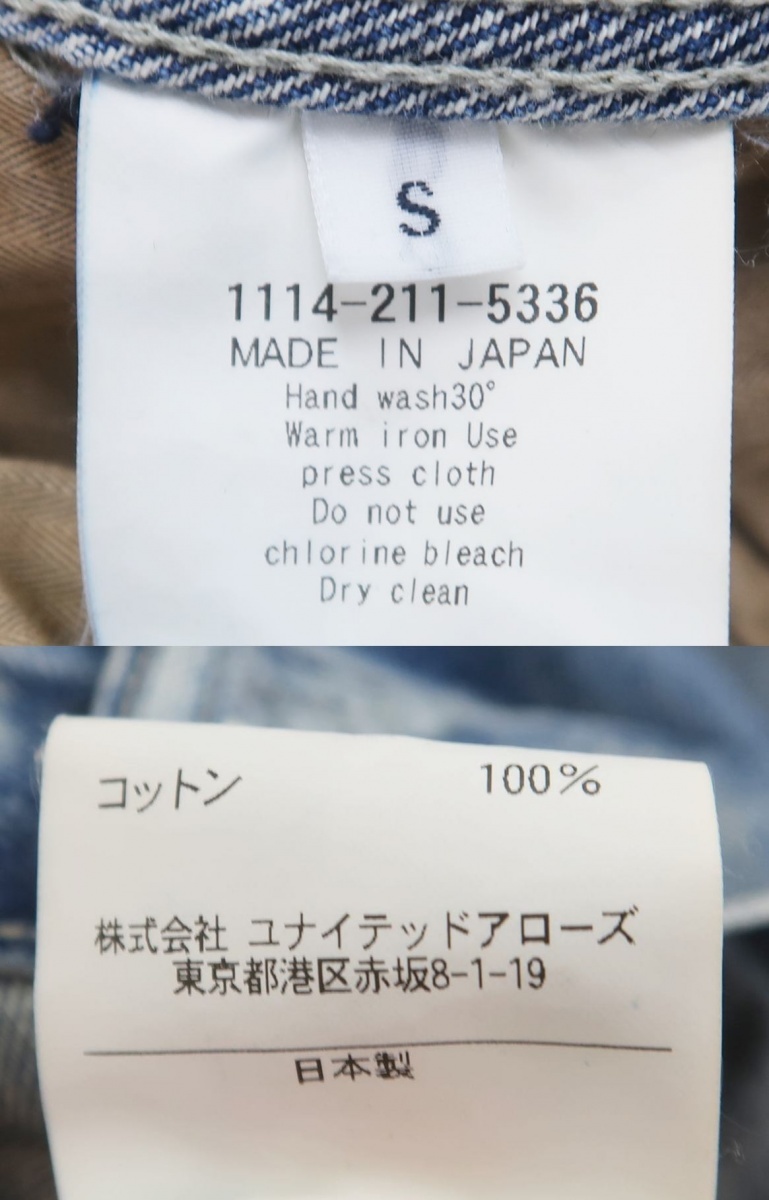 S
1114-211-5336
MADE IN JAPAN
Hand wash30°
Warm iron Use
press cloth
Do not use
chlorine bleach
Dry clean
コットン 100%
株式会社 ユナイテッドアローズ
東京都港区赤坂8-1-19
日本製